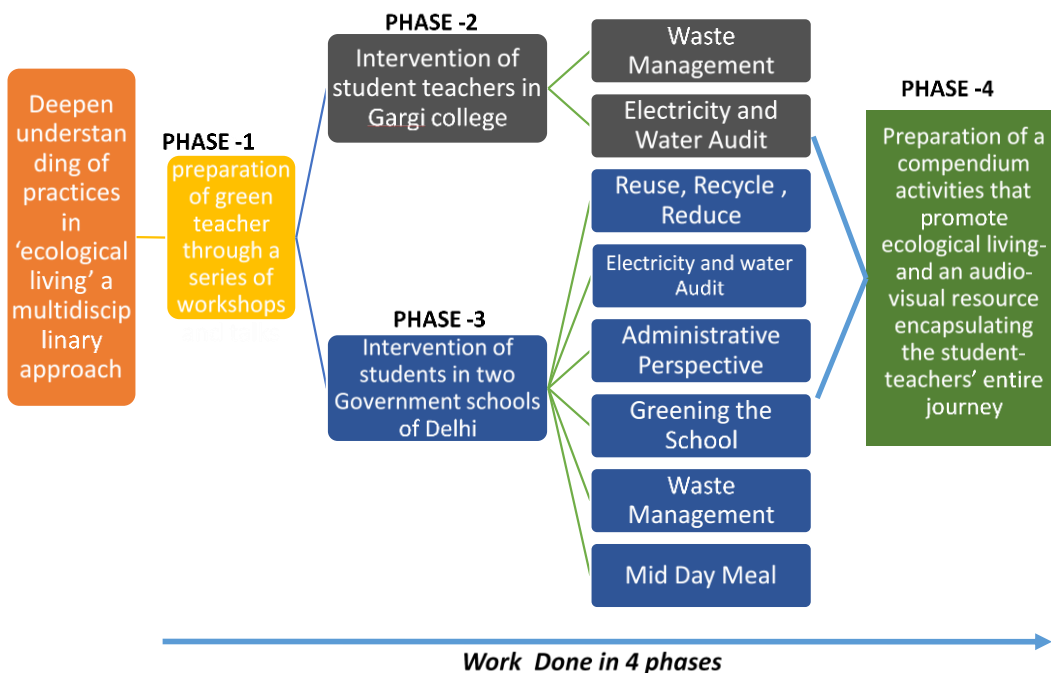 Deepen
understan
ding of
practices
in
‘ecological
living’ a
multidiscip
linary
approach
PHASE -1
preparation
of green
teacher
through a
series of
workshops
PHASE -2
Intervention of
student teachers in
Gargi college
PHASE -3
Intervention of
students in two
Government schools
of Delhi
Waste
Management
Electricity and
Water Audit
Reuse, Recycle ,
Reduce
Electricity and water
Audit
Administrative
Perspective
Greening the
School
Waste
Management
Mid Day Meal
PHASE -4
Preparation of a
compendium
activities that
promote
ecological living-
and an audio-
visual resource
encapsulating
the student-
teachers’ entire
journey
Work Done in 4 phases